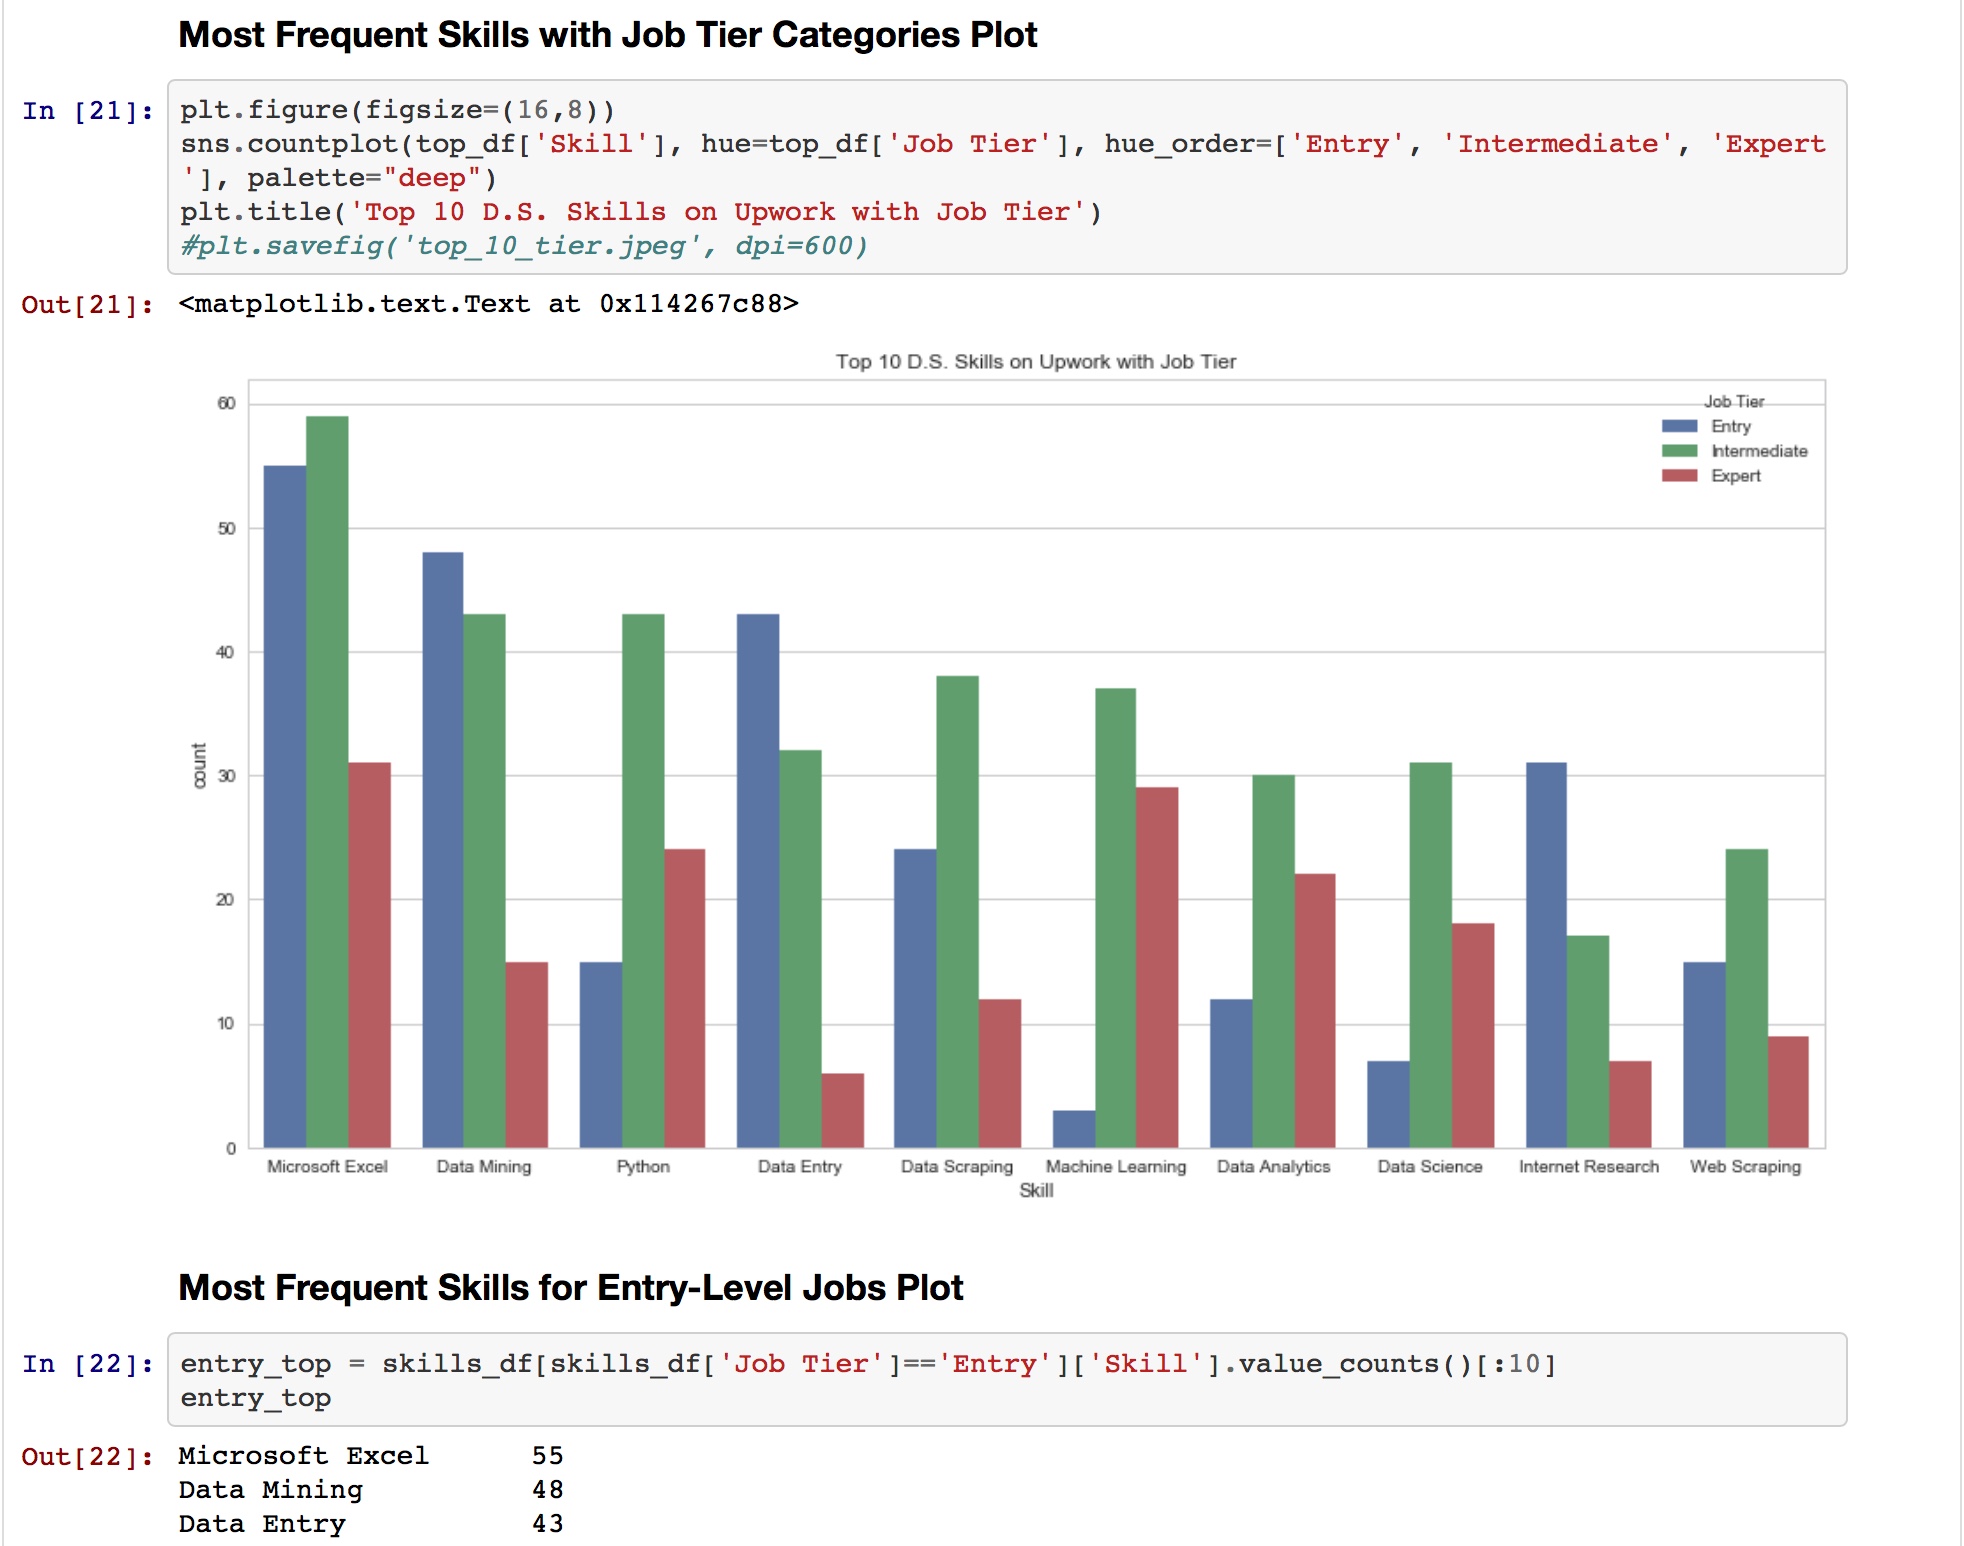 Most Frequent Skills with Job Tier Categories Plot
In [21]:
plt.figure(figsize=(16,8))
sns.countplot(top_df['Skill'], hue=top_df['Job Tier'], hue_order=['Entry', 'Intermediate', 'Expert
'], palette="deep")
plt.title('Top 10 D.S. Skills on Upwork with Job Tier')
#plt.savefig('top_10_tier.jpeg', dpi=600)
Out[21]:
<matplotlib.text.Text at 0x114267c88>
Top 10 D.S. Skills on Upwork with Job Tier
Job Tier
Entry
Intermediate
Expert
60
50
40
30
20
10
0
count
Microsoft Excel
Data Mining
Python
Data Entry
Data Scraping
Machine Learning
Data Analytics
Data Science
Internet Research
Web Scraping
Skill
Most Frequent Skills for Entry-Level Jobs Plot
In [22]:
entry_top = skills_df[skills_df['Job Tier']=='Entry']['Skill'].value_counts()[:10]
entry_top
Out[22]:
Microsoft Excel 55
Data Mining 48
Data Entry 43